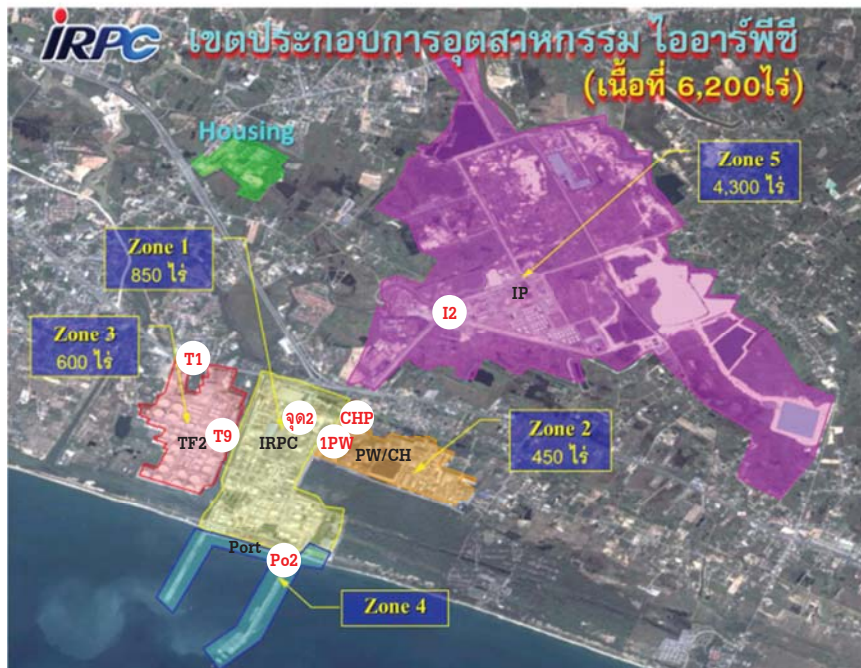 IRPC เขตประกอบการอุตสาหกรรม ไออาร์พีซี
(เนื้อที่ 6,200ไร่)
Housing
Zone 5
4,300 ไร่
Zone 1
850 ไร่
IP
I2
Zone 3
600 ไร่
T1
TF2
T9
IRPC
จุด2
CHP
1PW
PW/CH
Zone 2
450 ไร่
Port
Po2
Zone 4